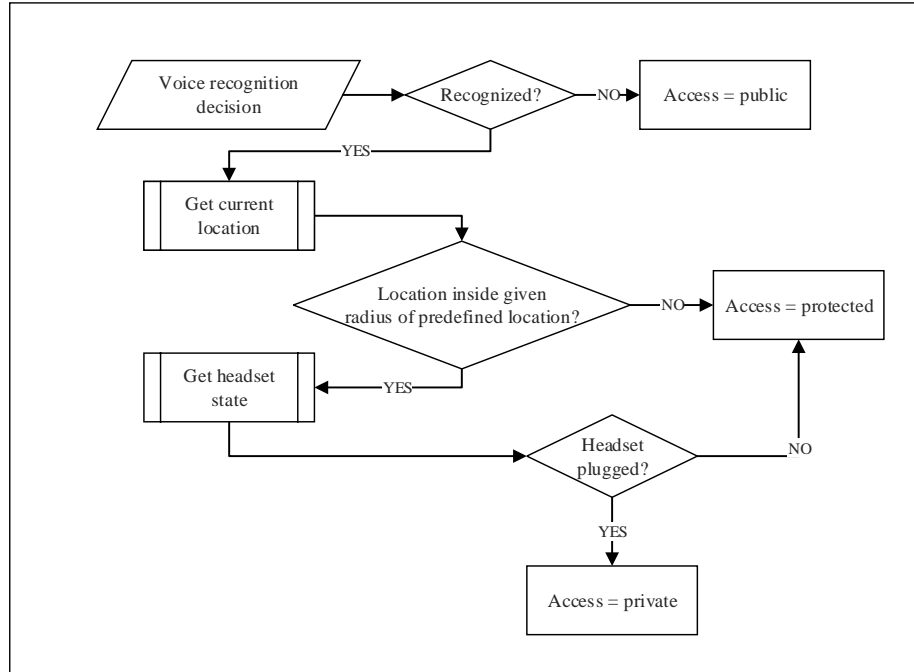 Voice recognition
decision
Recognized?
NO
Access = public
YES
Get current
location
Location inside given
radius of predefined location?
NO
Access = protected
Get headset
state
YES
Headset
plugged?
NO
YES
Access = private